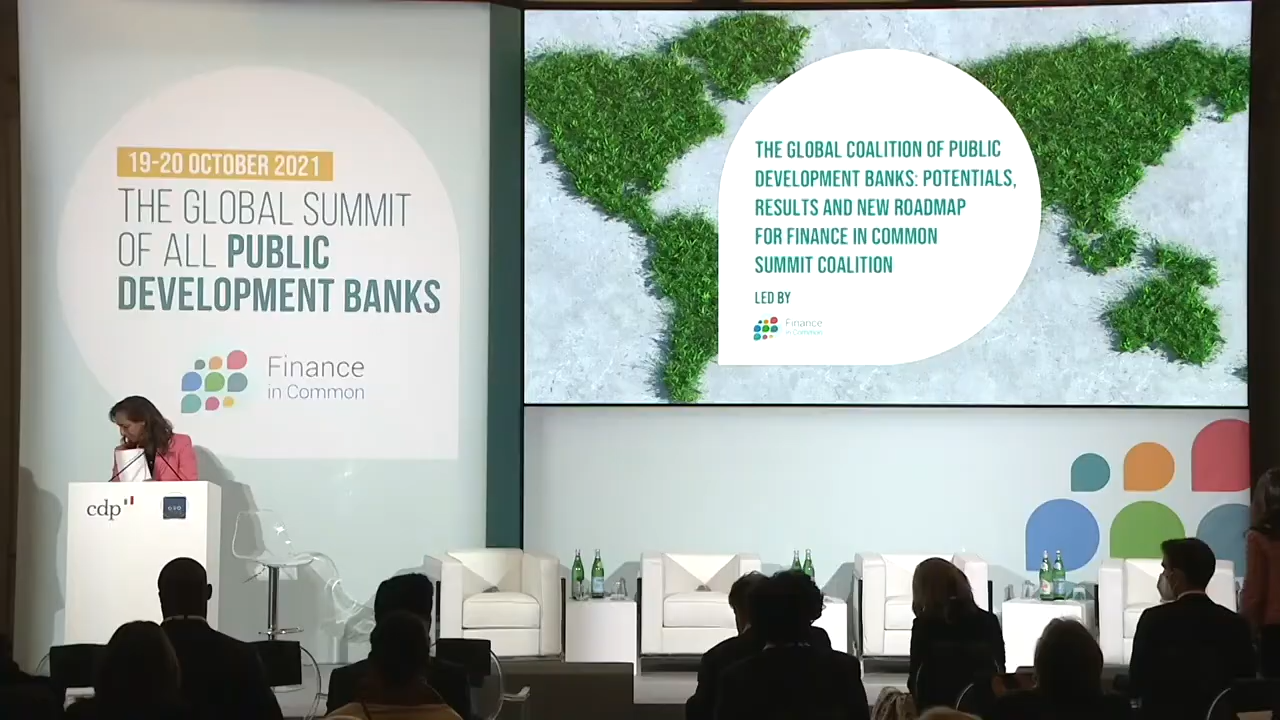 19-20 OCTOBER 2021
THE GLOBAL SUMMIT
OF ALL PUBLIC
DEVELOPMENT BANKS
Finance
in Common
cdp
THE GLOBAL COALITION OF PUBLIC
DEVELOPMENT BANKS: POTENTIALS,
RESULTS AND NEW ROADMAP
FOR FINANCE IN COMMON
SUMMIT COALITION
LED BY
Finance
in Common